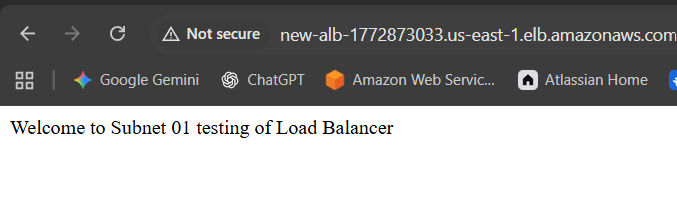 Not secure new-alb-1772873033.us-east-1.elb.amazonaws.com
Google Gemini ChatGPT Amazon Web Servic... Atlassian Home
Welcome to Subnet 01 testing of Load Balancer